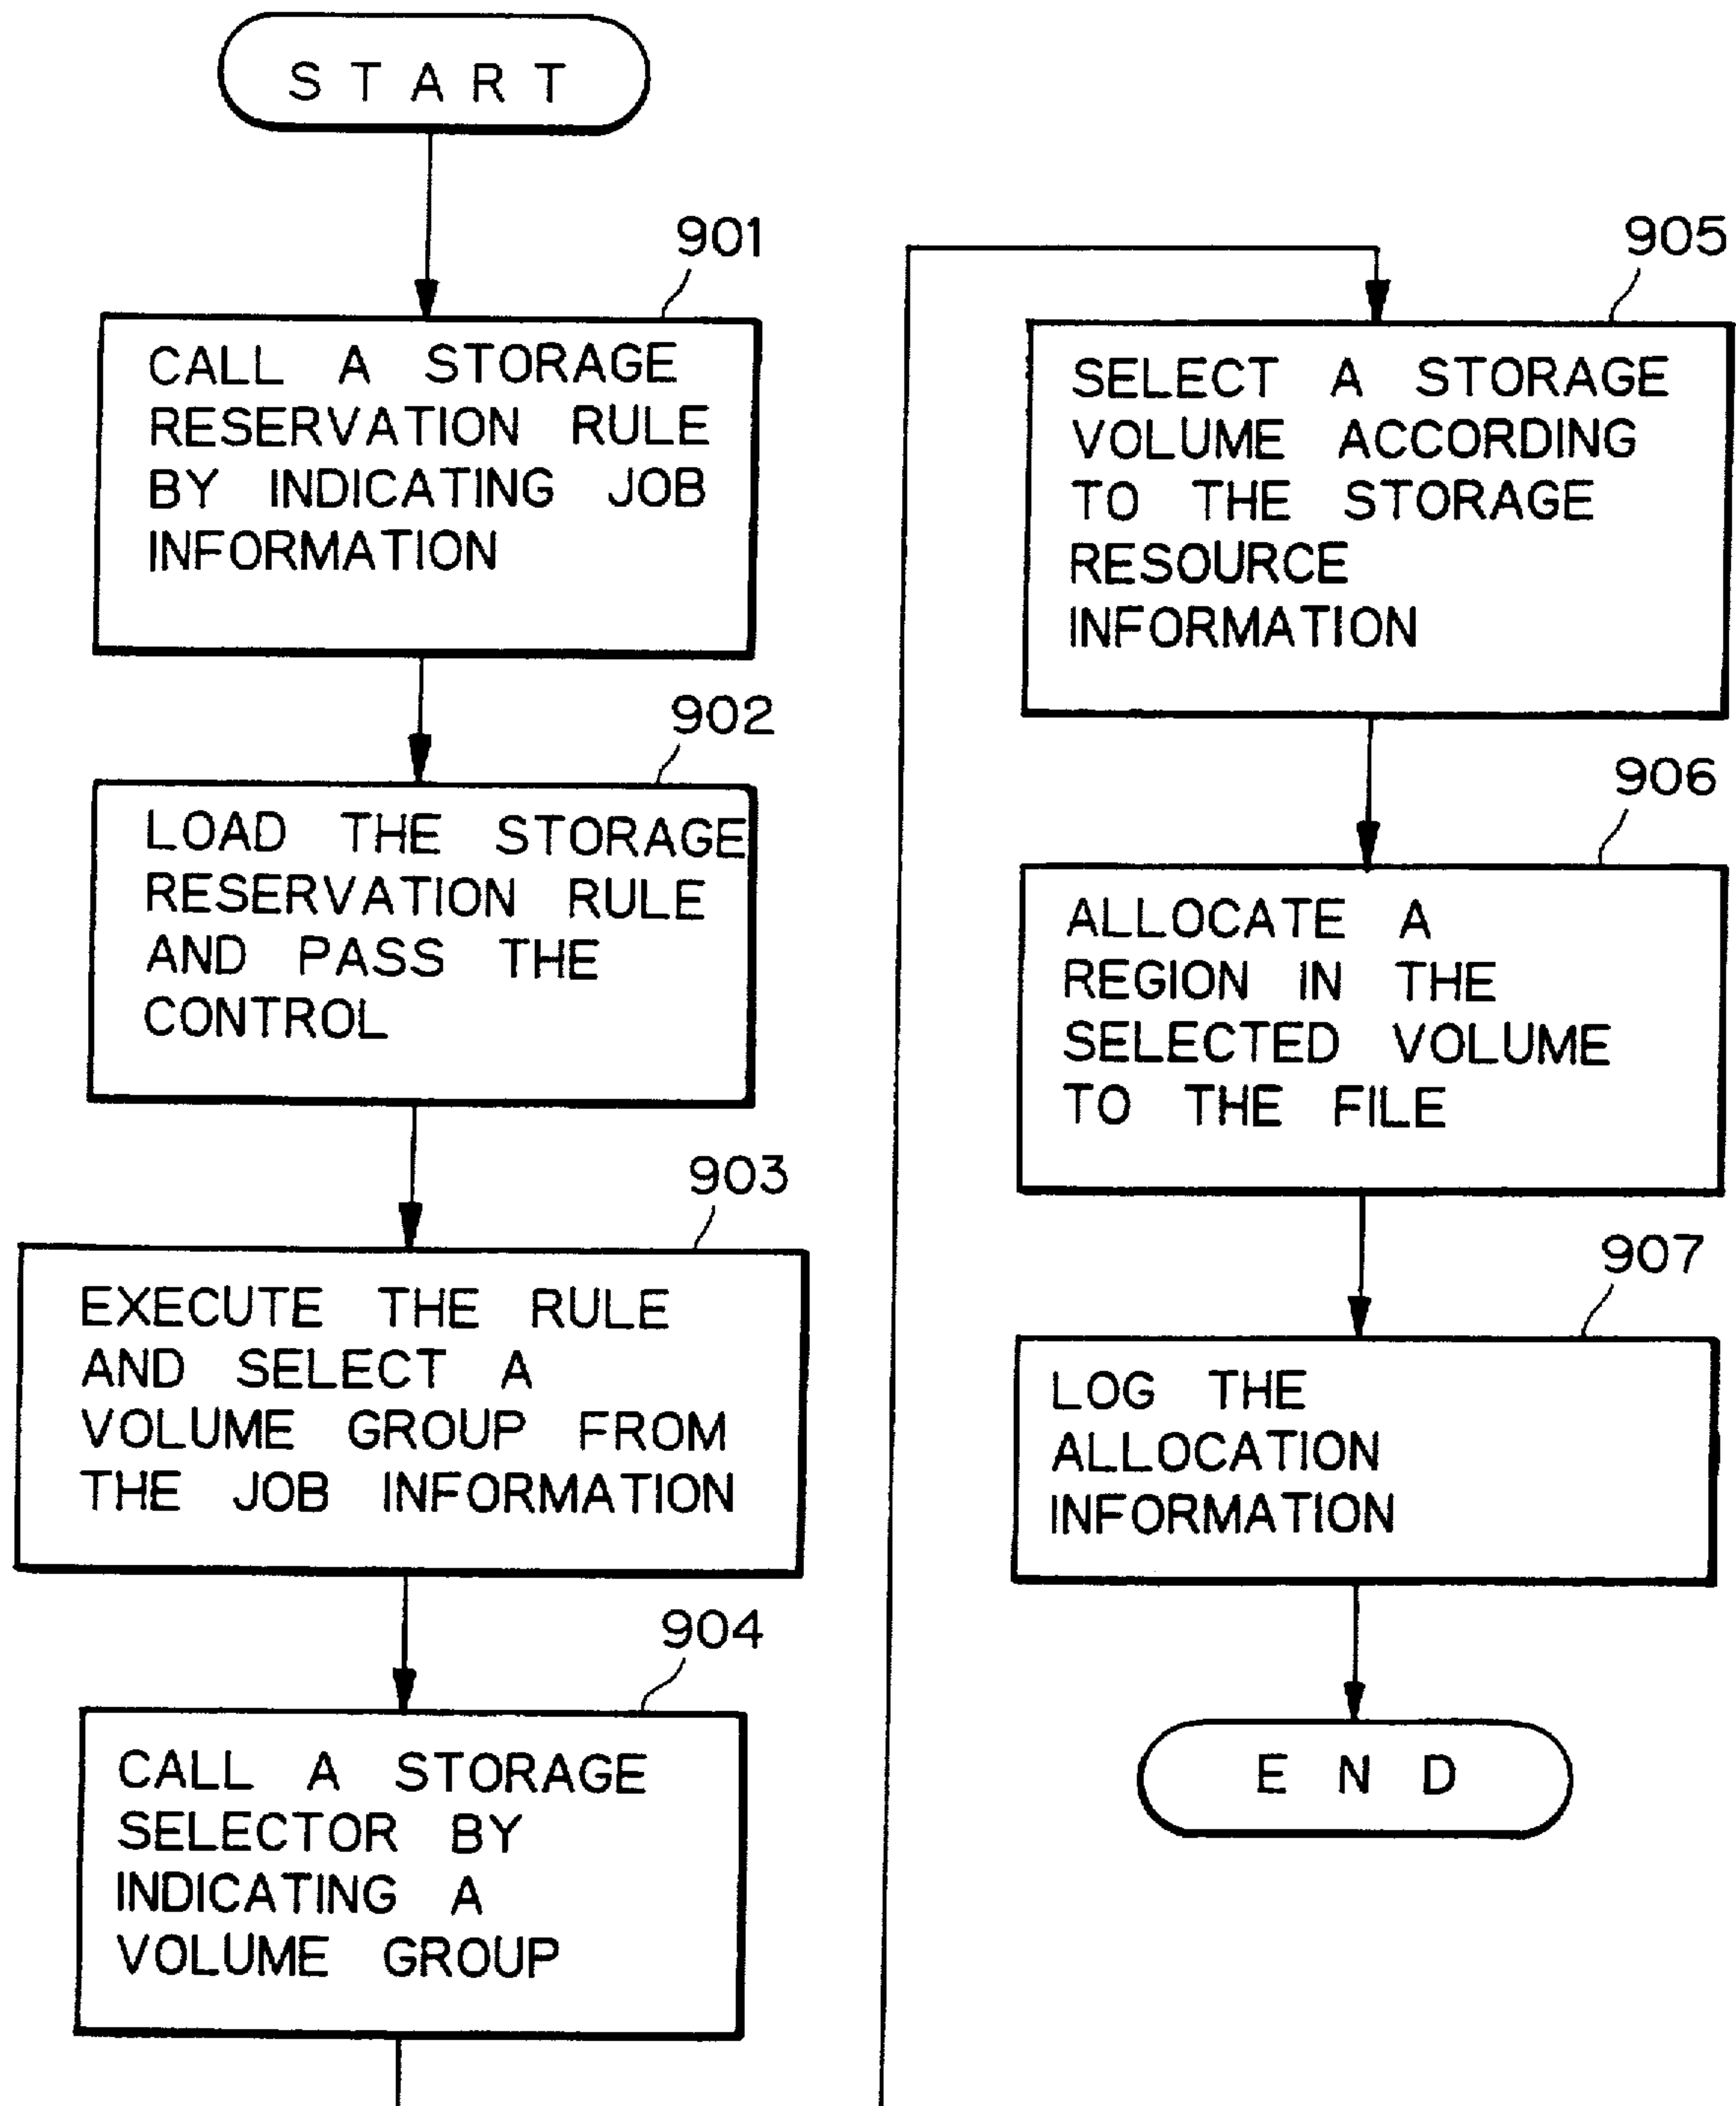 START
901
CALL A STORAGE
RESERVATION RULE
BY INDICATING JOB
INFORMATION
902
LOAD THE STORAGE
RESERVATION RULE
AND PASS THE
CONTROL
903
EXECUTE THE RULE
AND SELECT A
VOLUME GROUP FROM
THE JOB INFORMATION
904
CALL A STORAGE
SELECTOR BY
INDICATING A
VOLUME GROUP
905
SELECT A STORAGE
VOLUME ACCORDING
TO THE STORAGE
RESOURCE
INFORMATION
906
ALLOCATE A
REGION IN THE
SELECTED VOLUME
TO THE FILE
907
LOG THE
ALLOCATION
INFORMATION
END